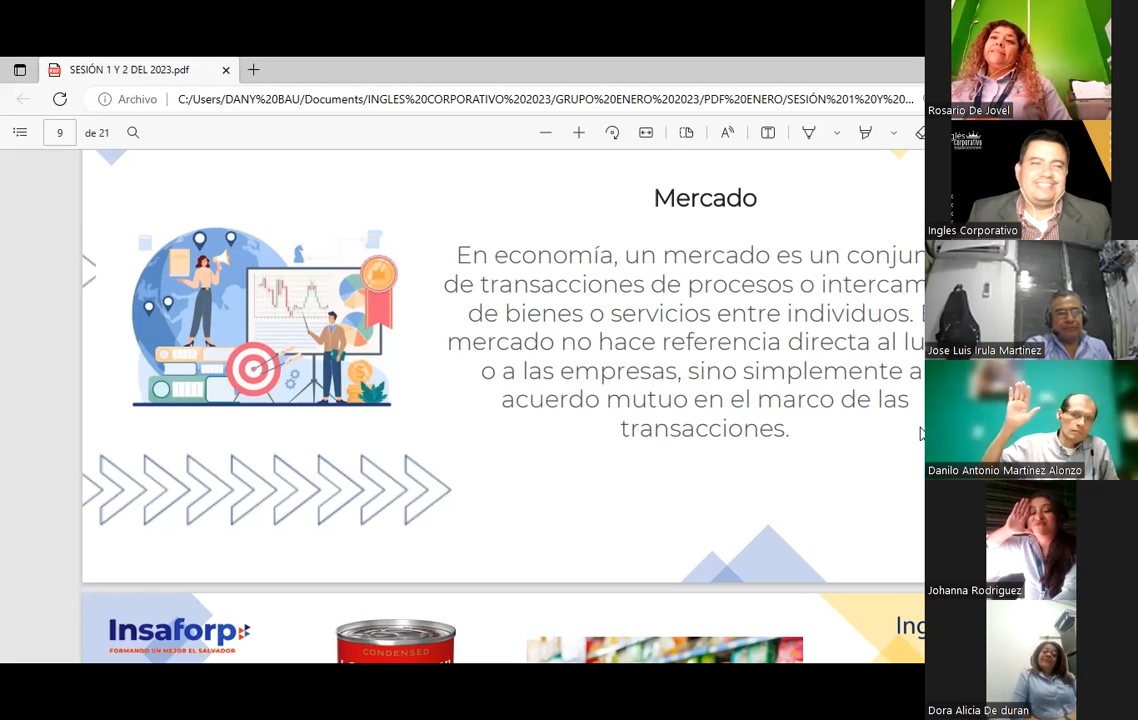 SESIÓN 1 Y 2 DEL 2023.pdf
Archivo
C:/Users/DANY%20BAU/Documents/INGLES%20CORPORATIVO%202023/GRUPO%20ENERO%202023/PDF%20ENERO/SESIÓN%201%20Y%20...
9 de 21
Mercado
En economía, un mercado es un conjun
de transacciones de procesos o intercam
de bienes o servicios entre individuos.
mercado no hace referencia directa al lu
o a las empresas, sino simplemente a
acuerdo mutuo en el marco de las
transacciones.
Insaforp
FORMANDO UN MEJOR EL SALVADOR
CONDENSED
Ing
Rosario De Jovel
Corporativo
Ingles Corporativo
Jose Luis Irula Martinez
Danilo Antonio Martínez Alonzo
Johanna Rodriguez
Dora Alicia De duran